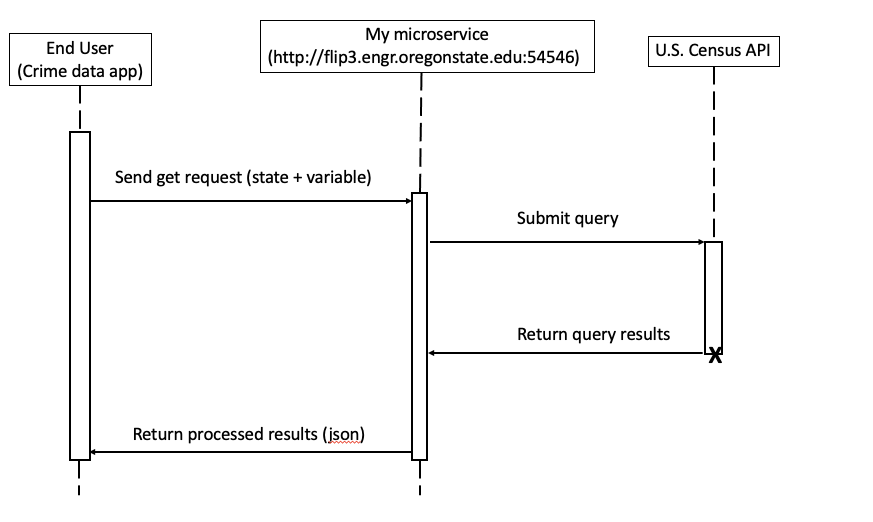 End User
(Crime data app)
My microservice
(http://flip3.engr.oregonstate.edu:54546)
U.S. Census API
Send get request (state + variable)
Submit query
Return query results
X
Return processed results (json)